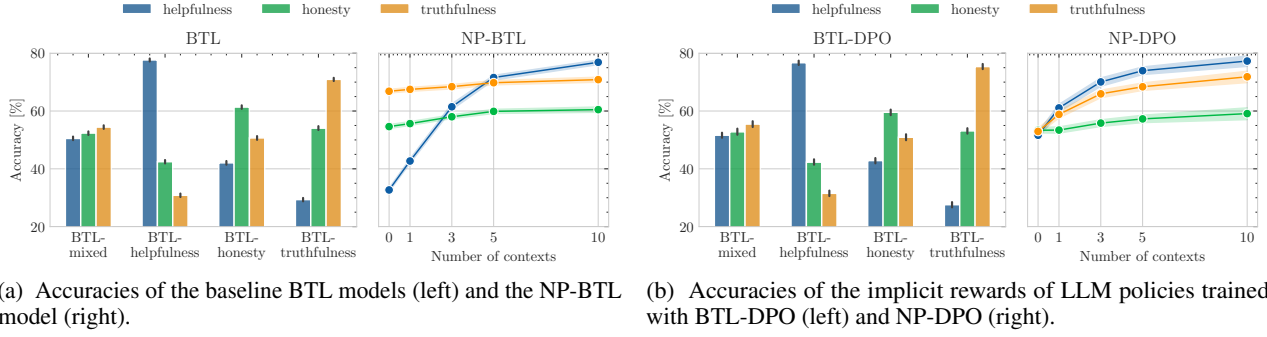 helpfulness honesty truthfulness
BTL
NP-BTL
Accuracy [%]
80
60
40
20
BTL-
mixed
BTL-
helpfulness
BTL-
honesty
BTL-
truthfulness
0 1 3 5 10
Number of contexts
(a) Accuracies of the baseline BTL models (left) and the NP-BTL
model (right).
helpfulness honesty truthfulness
BTL-DPO
NP-DPO
Accuracy [%]
80
60
40
20
BTL-
mixed
BTL-
helpfulness
BTL-
honesty
BTL-
truthfulness
0 1 3 5 10
Number of contexts
(b) Accuracies of the implicit rewards of LLM policies trained
with BTL-DPO (left) and NP-DPO (right).